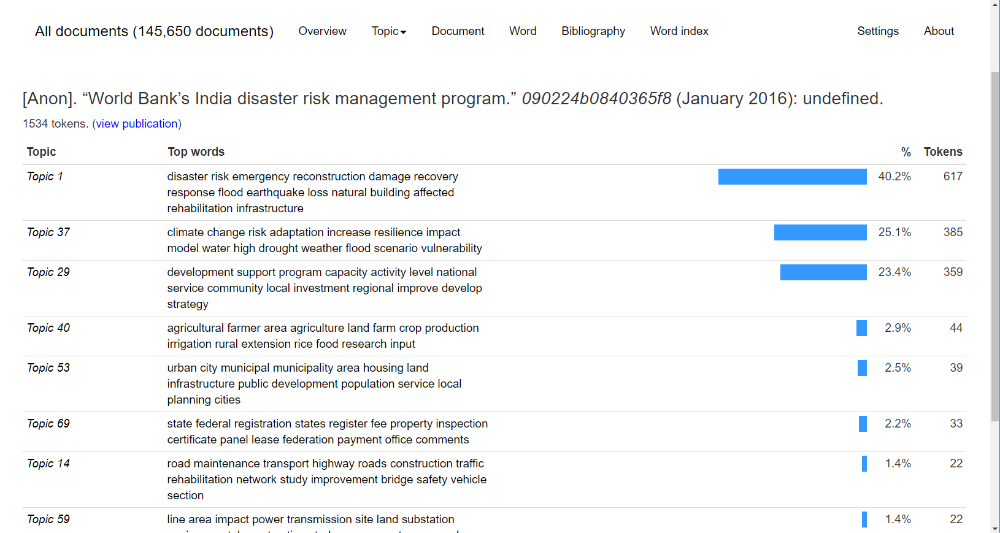 All documents (145,650 documents) Overview Topic Document Word Bibliography Word index Settings About
[Anon]. “World Bank’s India disaster risk management program.” 090224b0840365f8 (January 2016): undefined.
1534 tokens. (view publication)
Topic Top words % Tokens
Topic 1 disaster risk emergency reconstruction damage recovery 40.2% 617
response flood earthquake loss natural building affected
rehabilitation infrastructure
Topic 37 climate change risk adaptation increase resilience impact 25.1% 385
model water high drought weather flood scenario vulnerability
Topic 29 development support program capacity activity level national 23.4% 359
service community local investment regional improve develop
strategy
Topic 40 agricultural farmer area agriculture land farm crop production 2.9% 44
irrigation rural extension rice food research input
Topic 53 urban city municipal municipality area housing land 2.5% 39
infrastructure public development population service local
planning cities
Topic 69 state federal registration states register fee property inspection 2.2% 33
certificate panel lease federation payment office comments
Topic 14 road maintenance transport highway roads construction traffic 1.4% 22
rehabilitation network study improvement bridge safety vehicle
section
Topic 59 line area impact power transmission site land substation 1.4% 22